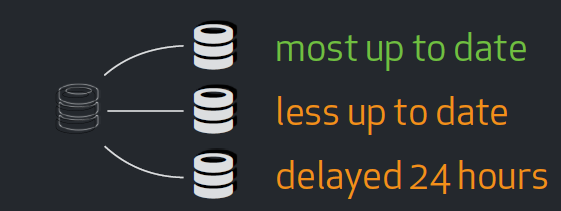 most up to date
less up to date
delayed 24 hours